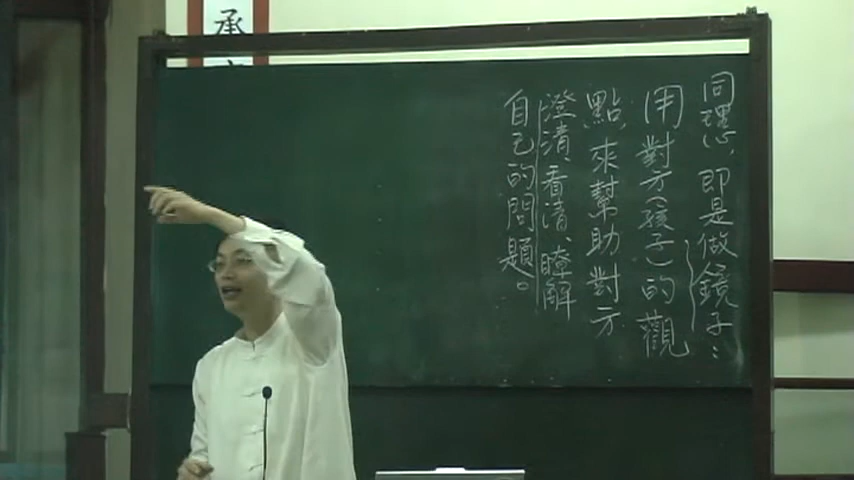 同理心，即是做鏡子：
用對方（孩子）的觀
點，來幫助對方
澄清、看清、瞭解
自己的問題。
承